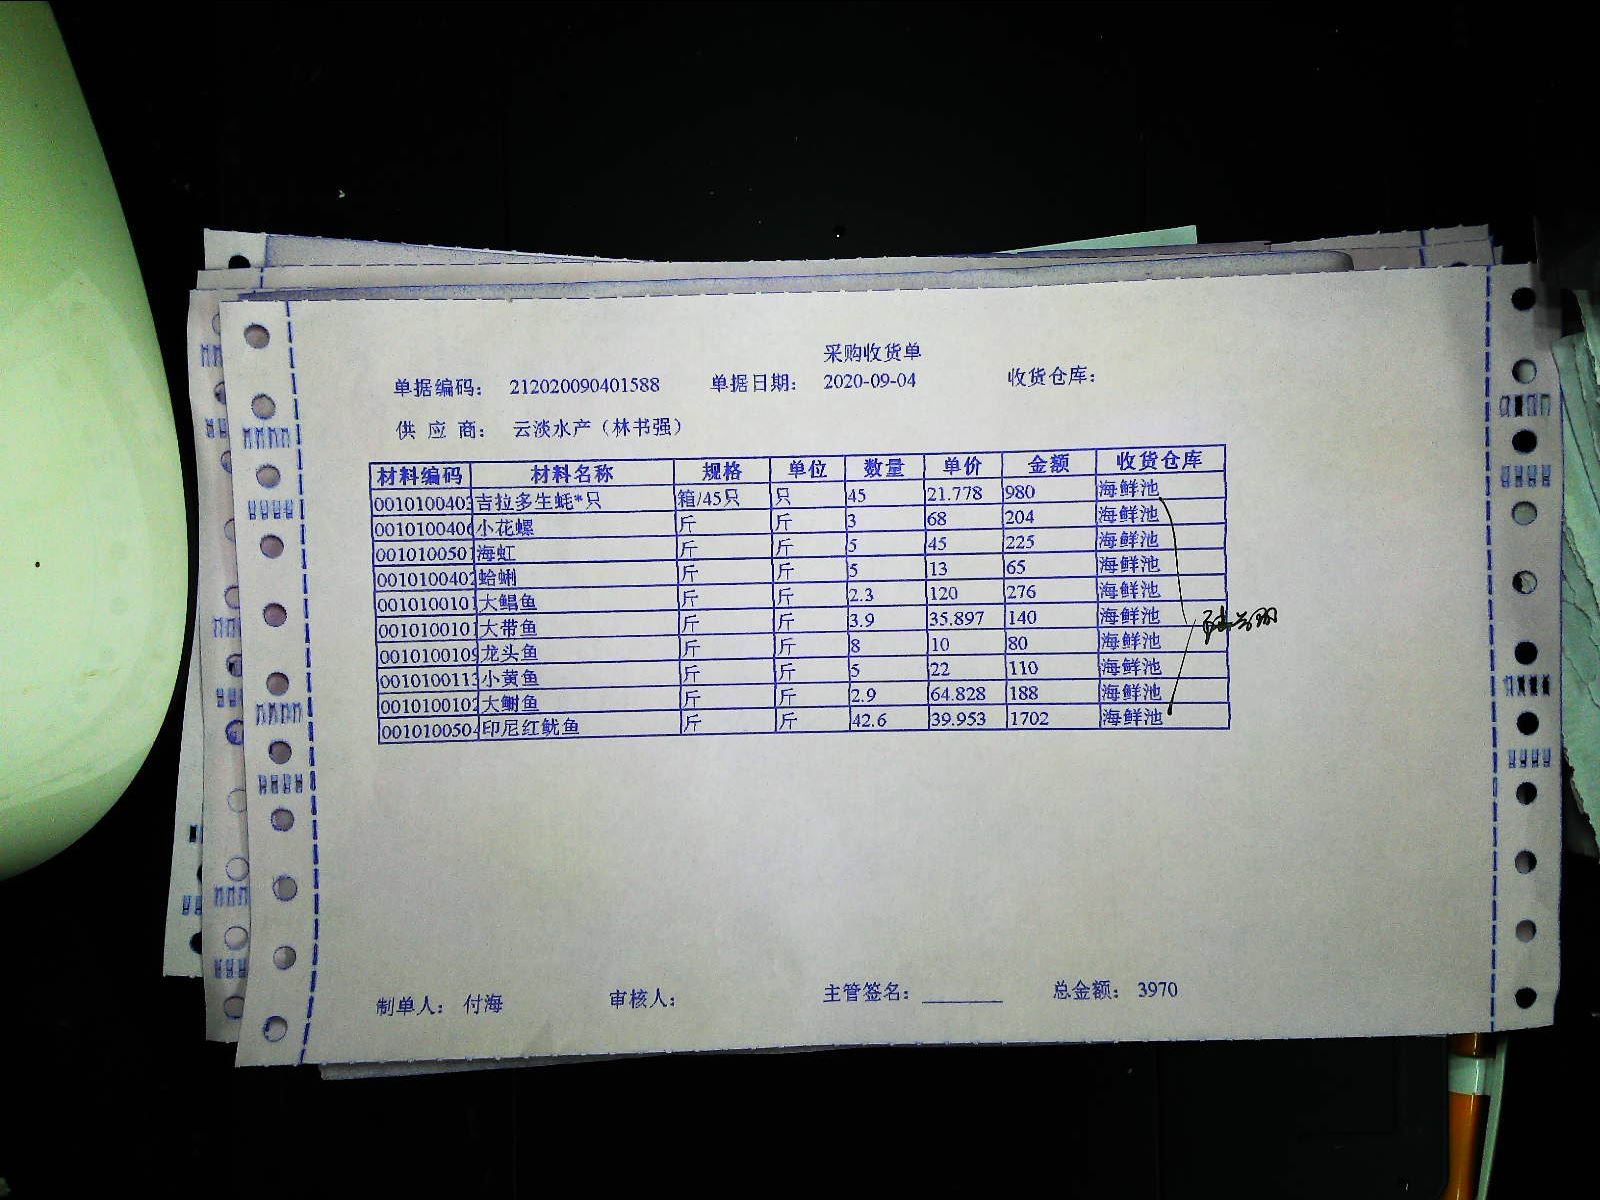 采购收货单
单据编码： 212020090401588 单据日期： 2020-09-04 收货仓库：
供 应 商： 云淡水产（林书强）
材料编码 材料名称 规格 单位 数量 单价 金额 收货仓库
0010100403 吉拉多生蚝*只 箱/45只 只 45 21.778 980 海鲜池
0010100406 小花螺 斤 斤 3 68 204 海鲜池
0010100501 海虹 斤 斤 5 45 225 海鲜池
0010100402 蛤蜊 斤 斤 5 13 65 海鲜池
0010100101 大鲳鱼 斤 斤 2.3 120 276 海鲜池
0010100101 大带鱼 斤 斤 3.9 35.897 140 海鲜池
0010100109 龙头鱼 斤 斤 8 10 80 海鲜池
0010100113 小黄鱼 斤 斤 5 22 110 海鲜池
0010100102 大鲥鱼 斤 斤 2.9 64.828 188 海鲜池
0010100504 印尼红鱿鱼 斤 斤 42.6 39.953 1702 海鲜池
制单人： 付海 审核人： 主管签名： 总金额： 3970